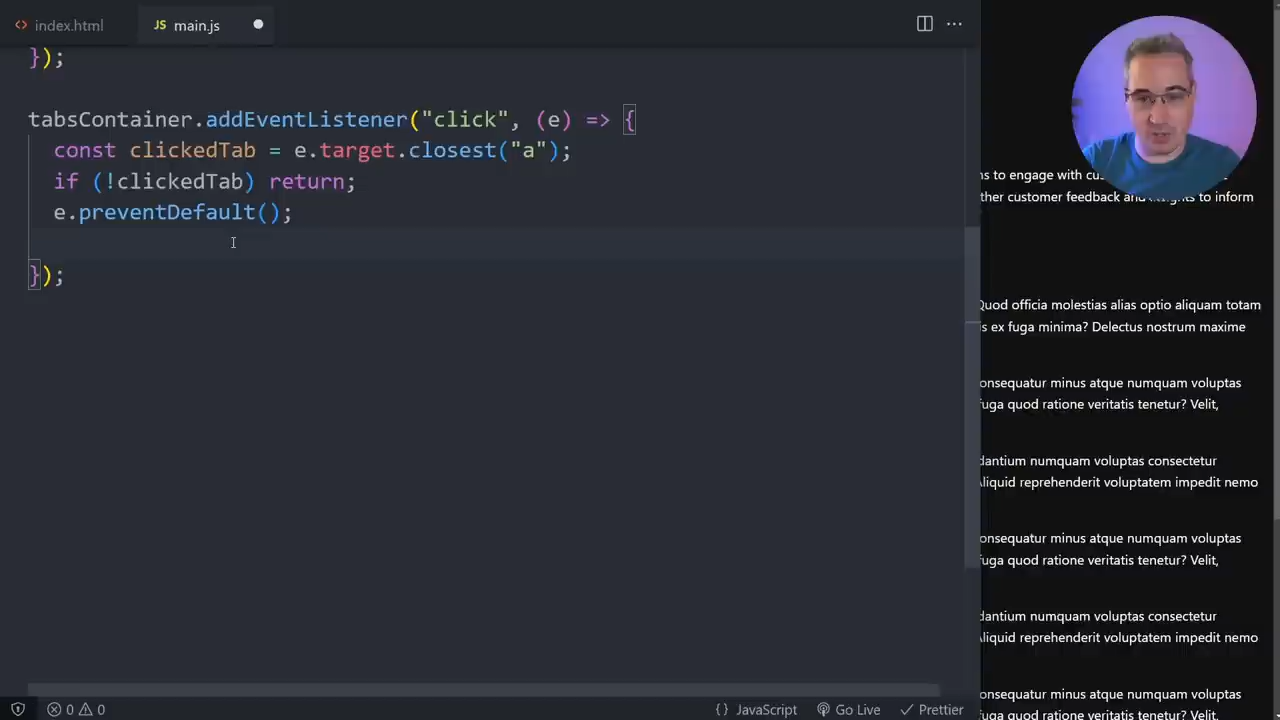 <> index.html
JS main.js
});
tabsContainer.addEventListener("click", (e) => {
const clickedTab = e.target.closest("a");
if (!clickedTab) return;
e.preventDefault();
});
ns to engage with
ther customer feedback and to inform
Quod officia molestias alias optio aliquam totam
is ex fuga minima? Delectus nostrum maxime
onsequatur minus atque numquam voluptas
fuga quod ratione veritatis tenetur? Velit,
dantium numquam voluptas consectetur
Aliquid reprehenderit voluptatem impedit nemo
onsequatur minus atque numquam voluptas
fuga quod ratione veritatis tenetur? Velit,
dantium numquam voluptas consectetur
Aliquid reprehenderit voluptatem impedit nemo
onsequatur minus atque numquam voluptas
fuga quod ratione veritatis tenetur? Velit,
0 0
{} JavaScript
Go Live
Prettier